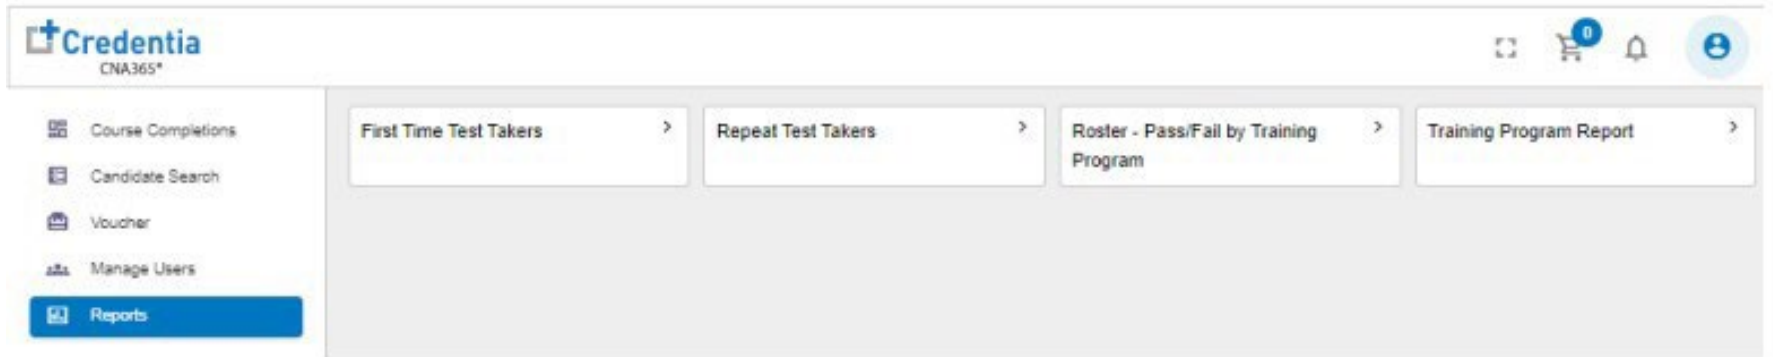 Credentia
CNA365*
0
Course Completions
Candidate Search
Voucher
Manage Users
Reports
First Time Test Takers
Repeat Test Takers
Roster - Pass/Fail by Training
Program
Training Program Report